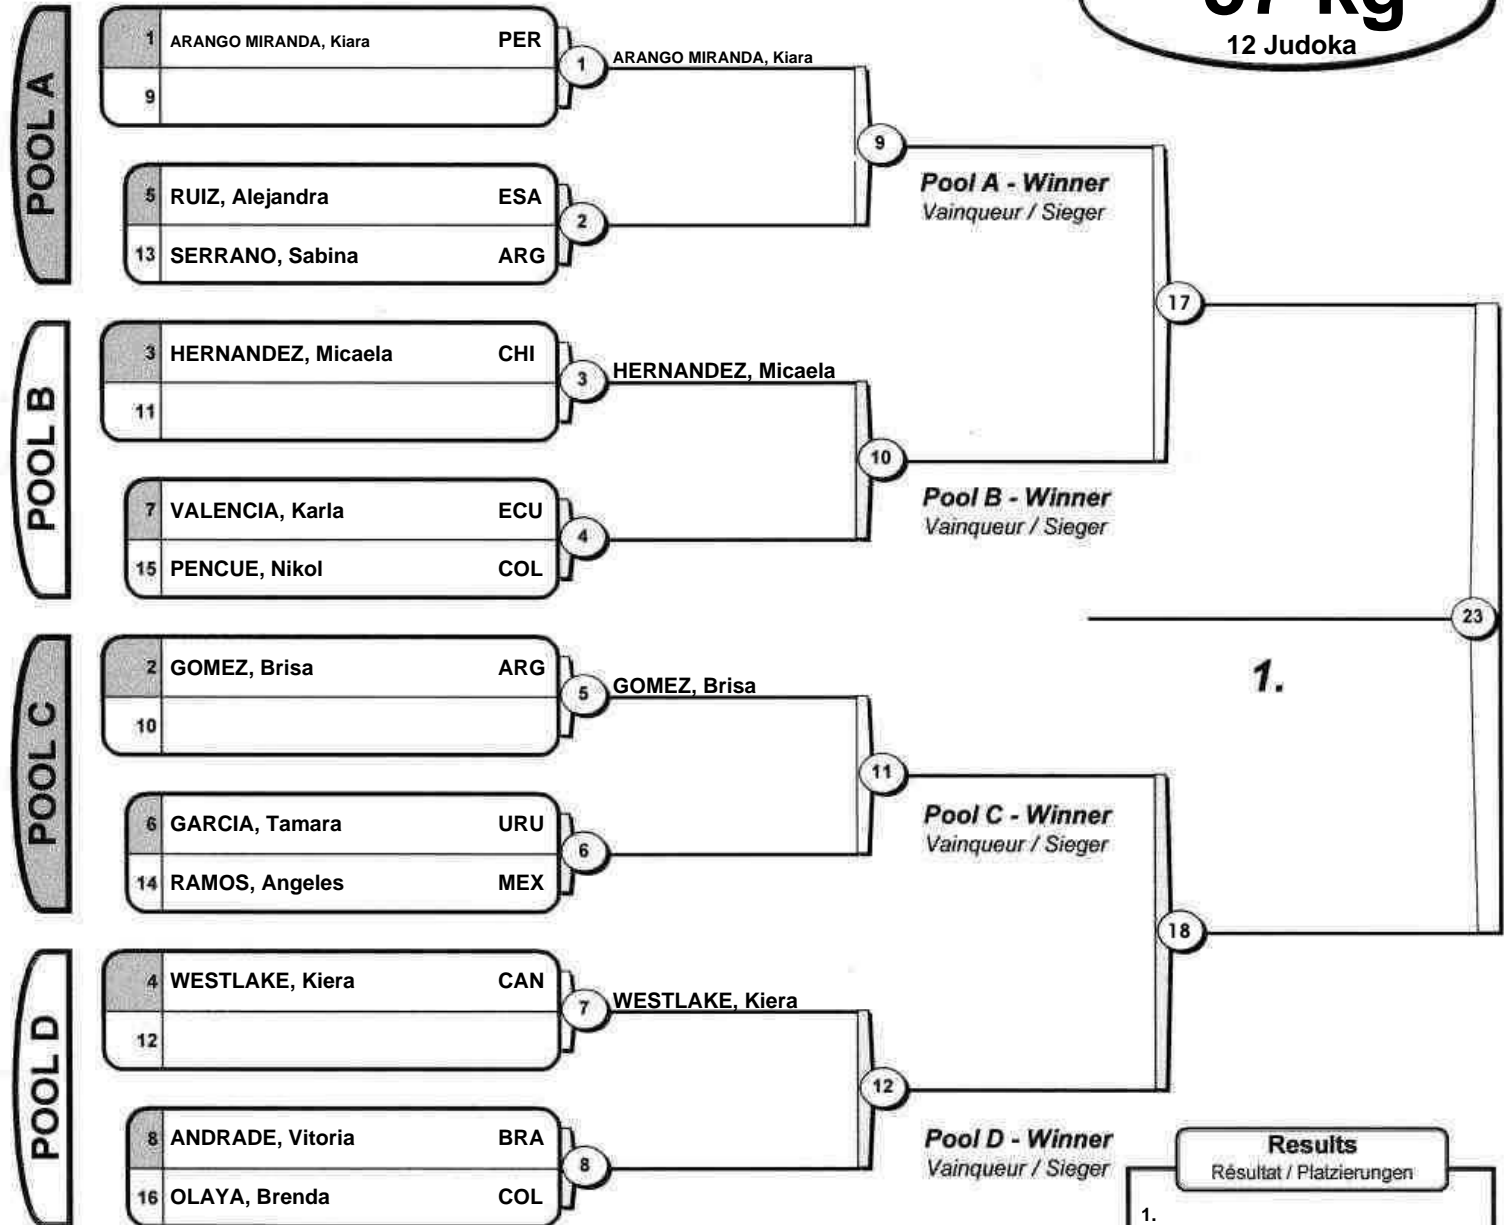 57 kg
12 Judoka
POOL A
1 ARANGO MIRANDA, Kiara PER
9
1 ARANGO MIRANDA, Kiara
5 RUIZ, Alejandra ESA
13 SERRANO, Sabina ARG
2
9
Pool A - Winner
Vainqueur / Sieger
17
POOL B
3 HERNANDEZ, Micaela CHI
11
3 HERNANDEZ, Micaela
7 VALENCIA, Karla ECU
15 PENCUE, Nikol COL
4
10
Pool B - Winner
Vainqueur / Sieger
23
1.
POOL C
2 GOMEZ, Brisa ARG
10
5 GOMEZ, Brisa
6 GARCIA, Tamara URU
14 RAMOS, Angeles MEX
6
11
Pool C - Winner
Vainqueur / Sieger
18
POOL D
4 WESTLAKE, Kiera CAN
12
7 WESTLAKE, Kiera
8 ANDRADE, Vitoria BRA
16 OLAYA, Brenda COL
8
12
Pool D - Winner
Vainqueur / Sieger
Results
Résultat / Platzierungen
1.